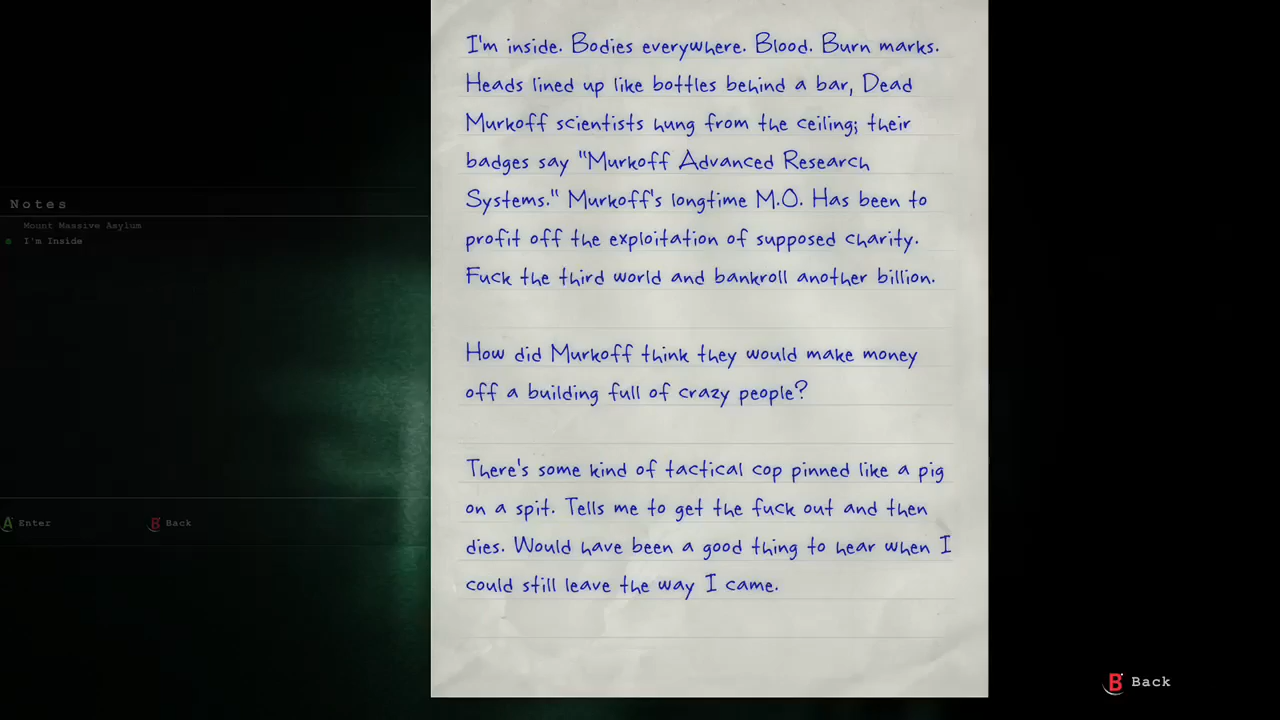 I'm inside. Bodies everywhere. Blood. Burn marks.
Heads lined up like bottles behind a bar, Dead
Murkoff scientists hung from the ceiling; their
badges say "Murkoff Advanced Research
Systems." Murkoff's longtime M.O. Has been to
profit off the exploitation of supposed charity.
Fuck the third world and bankroll another billion.
How did Murkoff think they would make money
off a building full of crazy people?
There's some kind of tactical cop pinned like a pig
on a spit. Tells me to get the fuck out and then
dies. Would have been a good thing to hear when I
could still leave the way I came.
Notes
Mount Massive Asylum
I'm Inside
A Enter
B Back
B Back